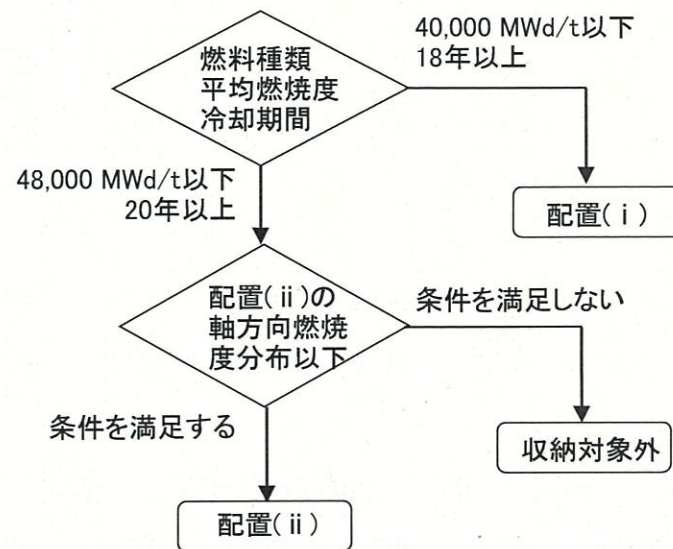 燃料種類
平均燃焼度
冷却期間
40,000 MWd/t以下
18年以上
48,000 MWd/t以下
20年以上
配置(ⅰ)
配置(ⅱ)の
軸方向燃焼
度分布以下
条件を満足しない
条件を満足する
収納対象外
配置(ⅱ)